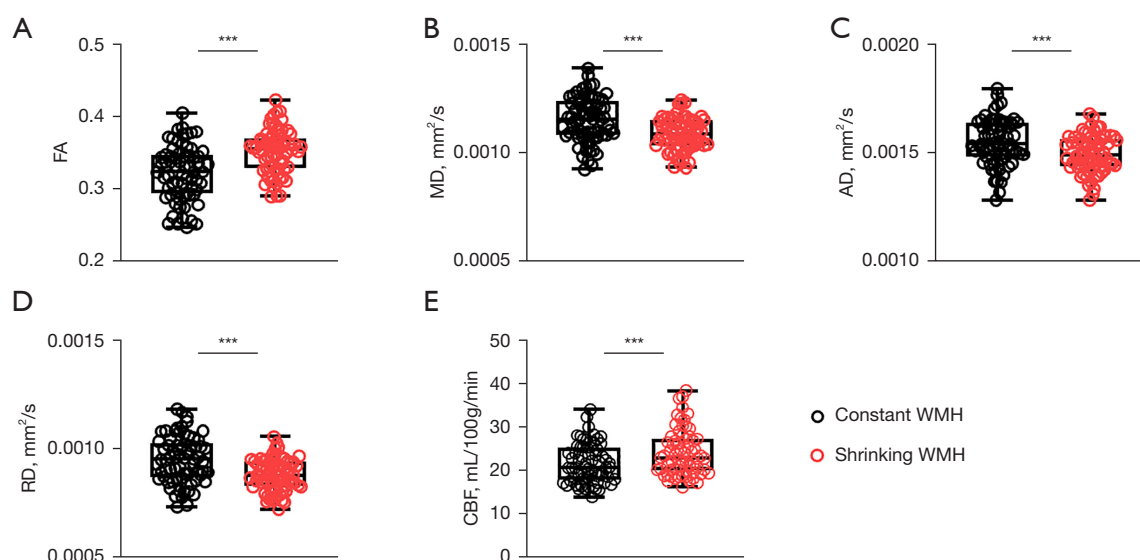 A
***
0.5
0.4
0.3
0.2
FA
B
***
0.0015
0.0010
0.0005
MD, mm²/s
C
***
0.0020
0.0015
0.0010
AD, mm²/s
D
***
0.0015
0.0010
0.0005
RD, mm²/s
E
***
50
40
30
20
10
0
CBF, mL/100g/min
Constant WMH
Shrinking WMH